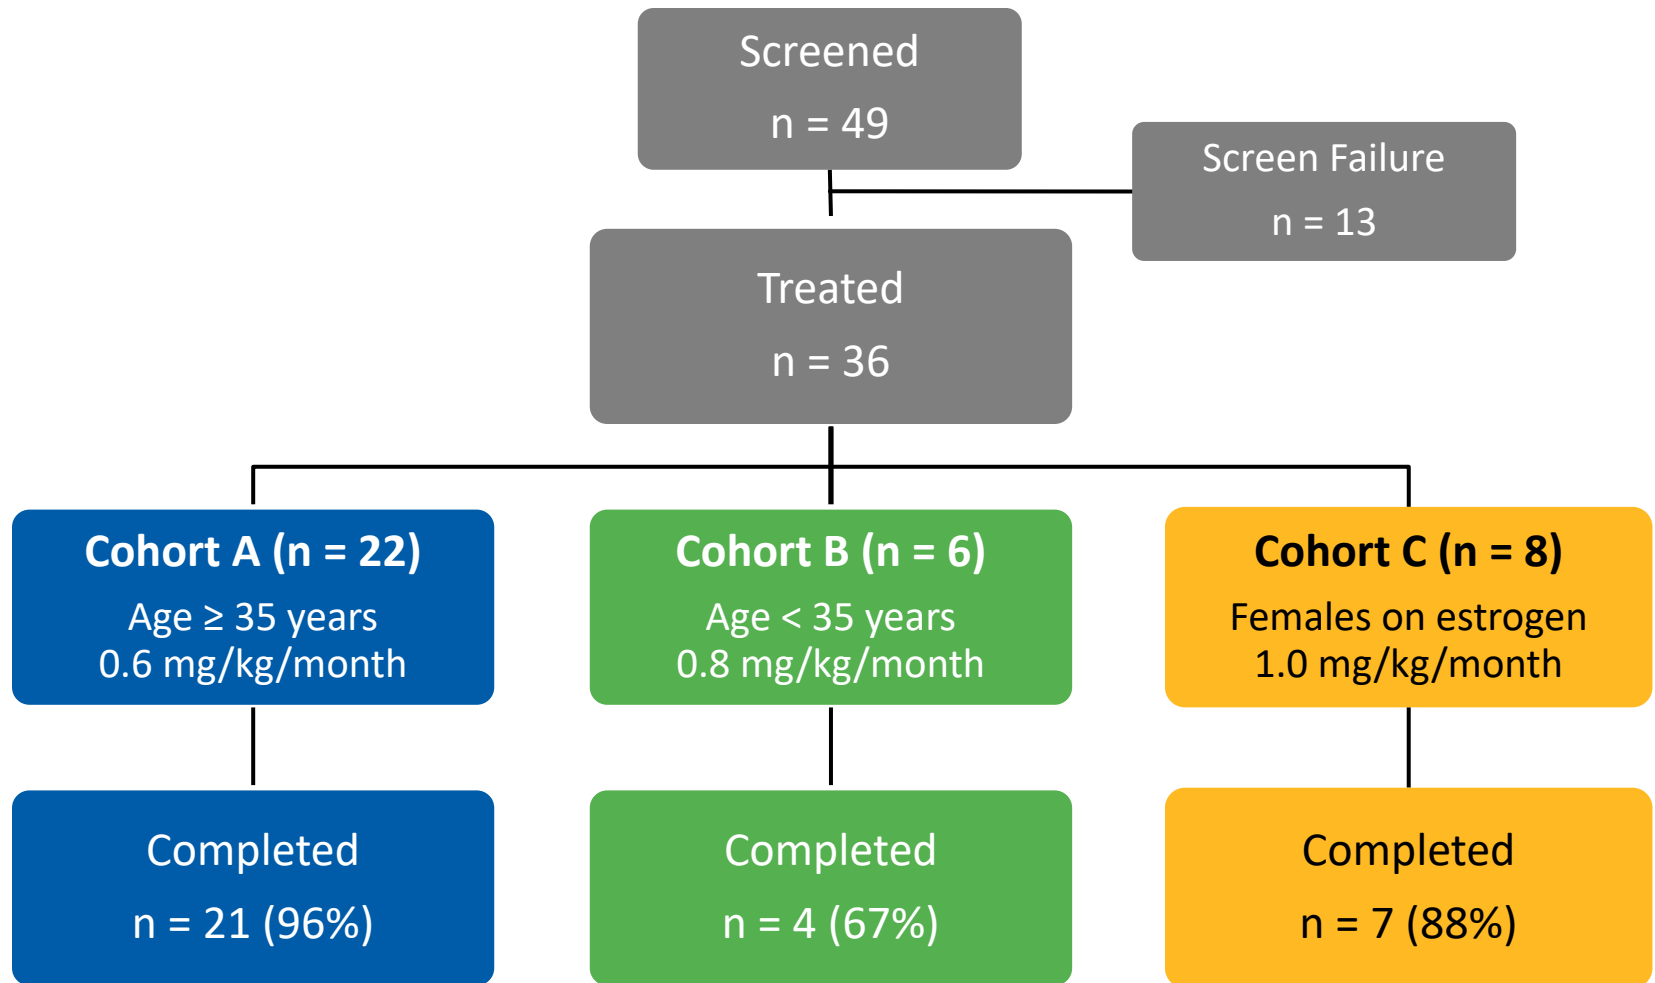 Screened
n = 49
Screen Failure
n = 13
Treated
n = 36
Cohort A (n = 22)
Age ≥ 35 years
0.6 mg/kg/month
Cohort B (n = 6)
Age < 35 years
0.8 mg/kg/month
Cohort C (n = 8)
Females on estrogen
1.0 mg/kg/month
Completed
n = 21 (96%)
Completed
n = 4 (67%)
Completed
n = 7 (88%)